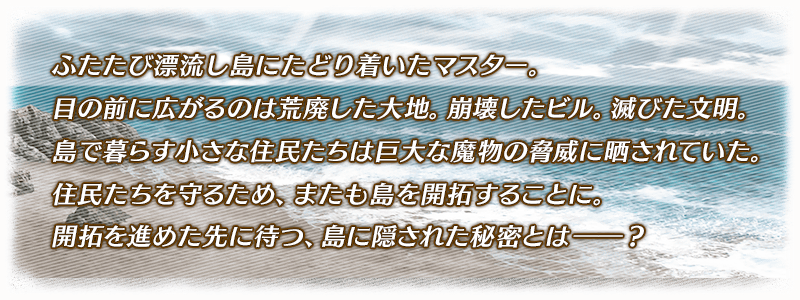 ふたたび漂流し島にたどり着いたマスター。
目の前に広がるのは荒廃した大地。崩壊したビル。滅びた文明。
島で暮らす小さな住民たちは巨大な魔物の脅威に晒されていた。
住民たちを守るため、またも島を開拓することに。
開拓を進めた先に待つ、島に隠された秘密とは――？